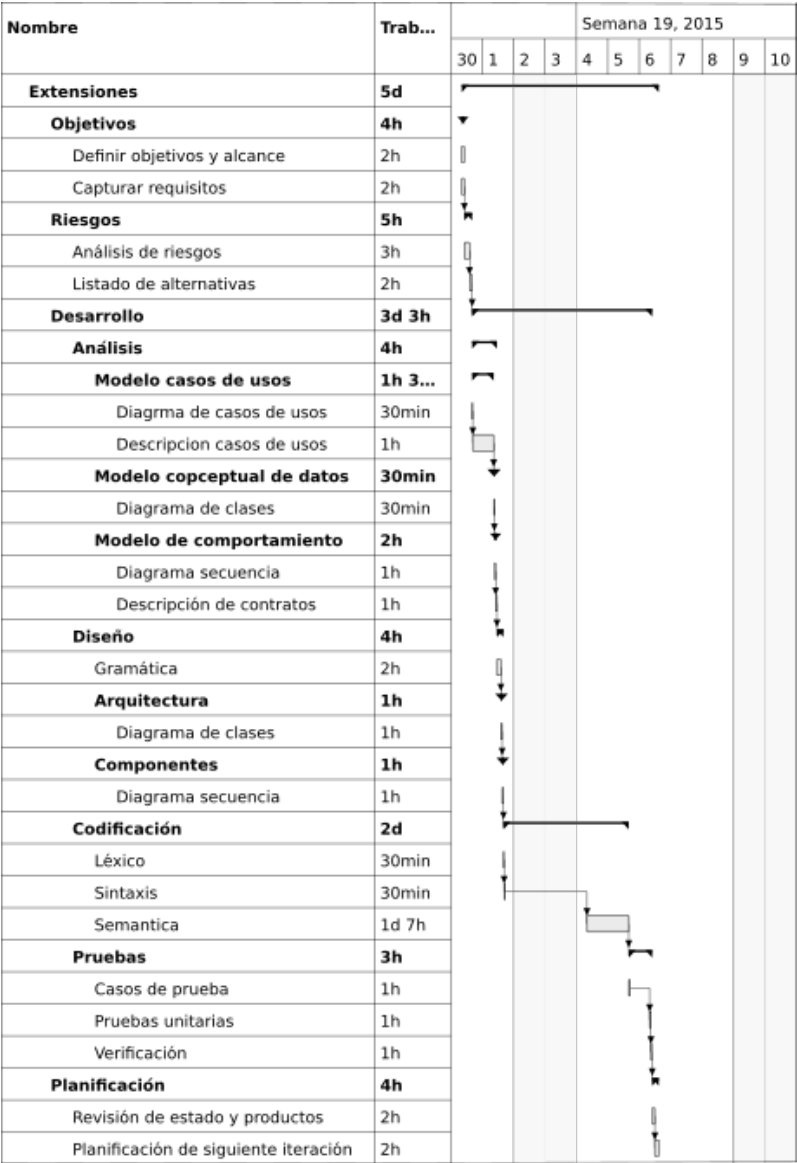 Nombre Trab... Semana 19, 2015
30 1 2 3 4 5 6 7 8 9 10
Extensiones 5d
Objetivos 4h
Definir objetivos y alcance 2h
Capturar requisitos 2h
Riesgos 5h
Análisis de riesgos 3h
Listado de alternativas 2h
Desarrollo 3d 3h
Análisis 4h
Modelo casos de usos 1h 3...
Diagrma de casos de usos 30min
Descripcion casos de usos 1h
Modelo copceptual de datos 30min
Diagrama de clases 30min
Modelo de comportamiento 2h
Diagrama secuencia 1h
Descripción de contratos 1h
Diseño 4h
Gramática 2h
Arquitectura 1h
Diagrama de clases 1h
Componentes 1h
Diagrama secuencia 1h
Codificación 2d
Léxico 30min
Sintaxis 30min
Semantica 1d 7h
Pruebas 3h
Casos de prueba 1h
Pruebas unitarias 1h
Verificación 1h
Planificación 4h
Revisión de estado y productos 2h
Planificación de siguiente iteración 2h